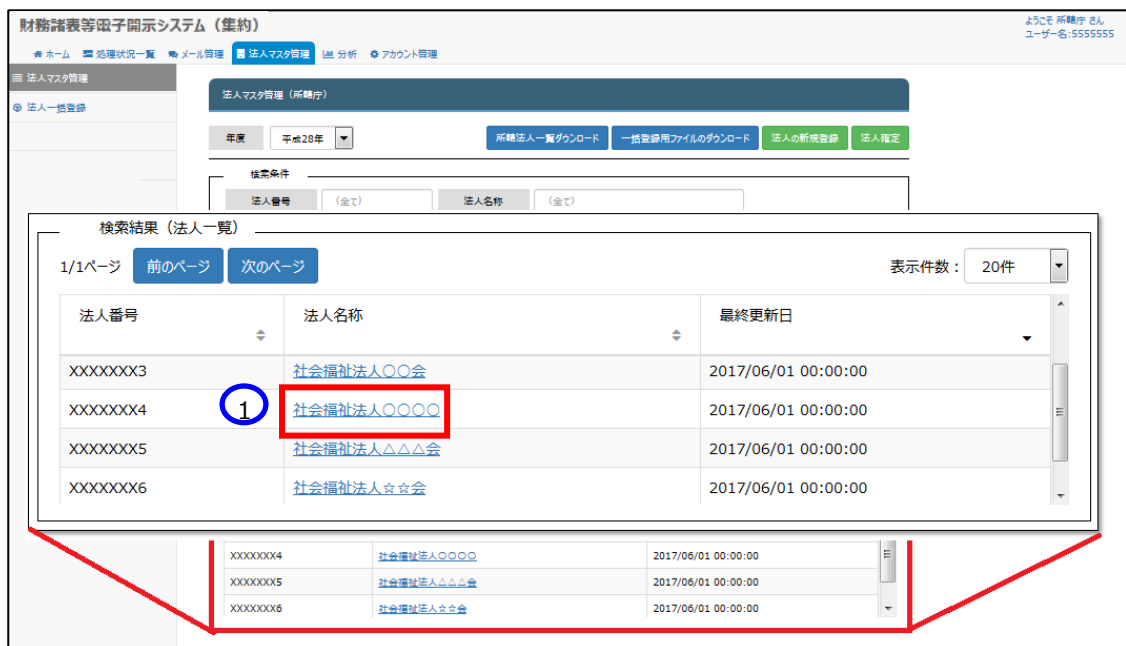 財務諸表等電子開示システム（集約）
ようこそ 所轄庁 さん
ユーザー名:5555555
ホーム 処理状況一覧 メール管理 法人マスタ管理 分析 アカウント管理
法人マスタ管理
法人一括登録
法人マスタ管理（所轄庁）
年度 平成28年 所轄法人一覧ダウンロード 一括登録用ファイルのダウンロード 法人の新規登録 法人確定
検索条件
法人番号 （全て） 法人名称 （全て）
検索結果（法人一覧）
1/1ページ 前のページ 次のページ 表示件数： 20件
法人番号 法人名称 最終更新日
XXXXXXX3 社会福祉法人○○会 2017/06/01 00:00:00
1
XXXXXXX4 社会福祉法人○○○○ 2017/06/01 00:00:00
XXXXXXX5 社会福祉法人△△△会 2017/06/01 00:00:00
XXXXXXX6 社会福祉法人☆☆会 2017/06/01 00:00:00
XXXXXXX4 社会福祉法人○○○○ 2017/06/01 00:00:00
XXXXXXX5 社会福祉法人△△△会 2017/06/01 00:00:00
XXXXXXX6 社会福祉法人☆☆会 2017/06/01 00:00:00